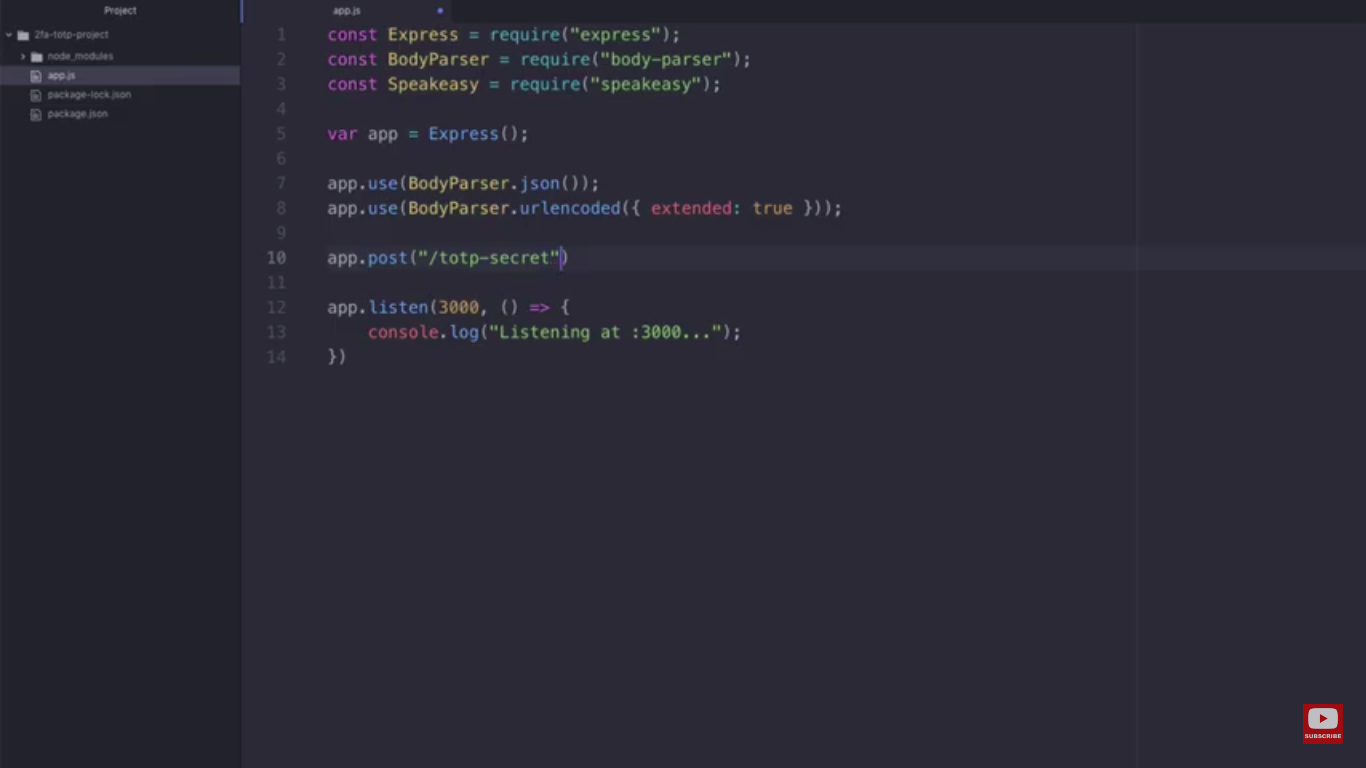 Project
2fa-totp-project
node_modules
app.js
package-lock.json
package.json
app.js
1 const Express = require("express");
2 const BodyParser = require("body-parser");
3 const Speakeasy = require("speakeasy");
4
5 var app = Express();
6
7 app.use(BodyParser.json());
8 app.use(BodyParser.urlencoded({ extended: true }));
9
10 app.post("/totp-secret")
11
12 app.listen(3000, () => {
13     console.log("Listening at :3000...");
14 })
SUBSCRIBE